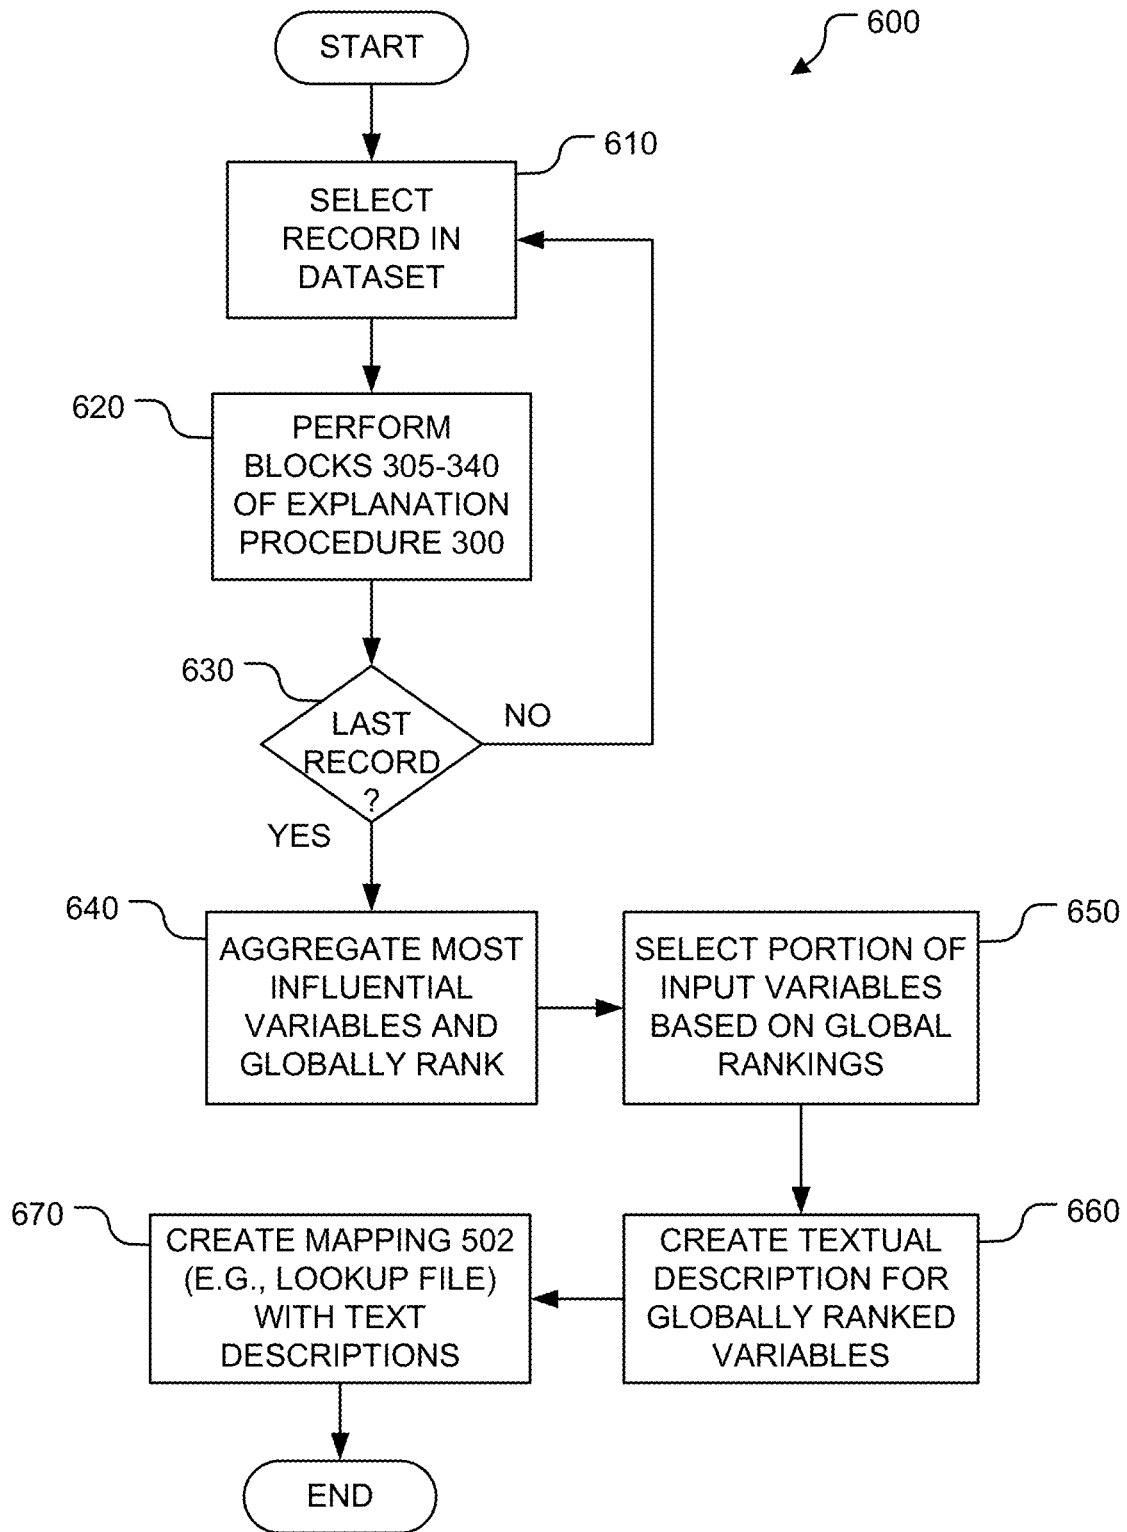 START
600
610
SELECT
RECORD IN
DATASET
620
PERFORM
BLOCKS 305-340
OF EXPLANATION
PROCEDURE 300
630
LAST
RECORD
?
NO
YES
640
AGGREGATE MOST
INFLUENTIAL
VARIABLES AND
GLOBALLY RANK
650
SELECT PORTION OF
INPUT VARIABLES
BASED ON GLOBAL
RANKINGS
660
CREATE TEXTUAL
DESCRIPTION FOR
GLOBALLY RANKED
VARIABLES
670
CREATE MAPPING 502
(E.G., LOOKUP FILE)
WITH TEXT
DESCRIPTIONS
END